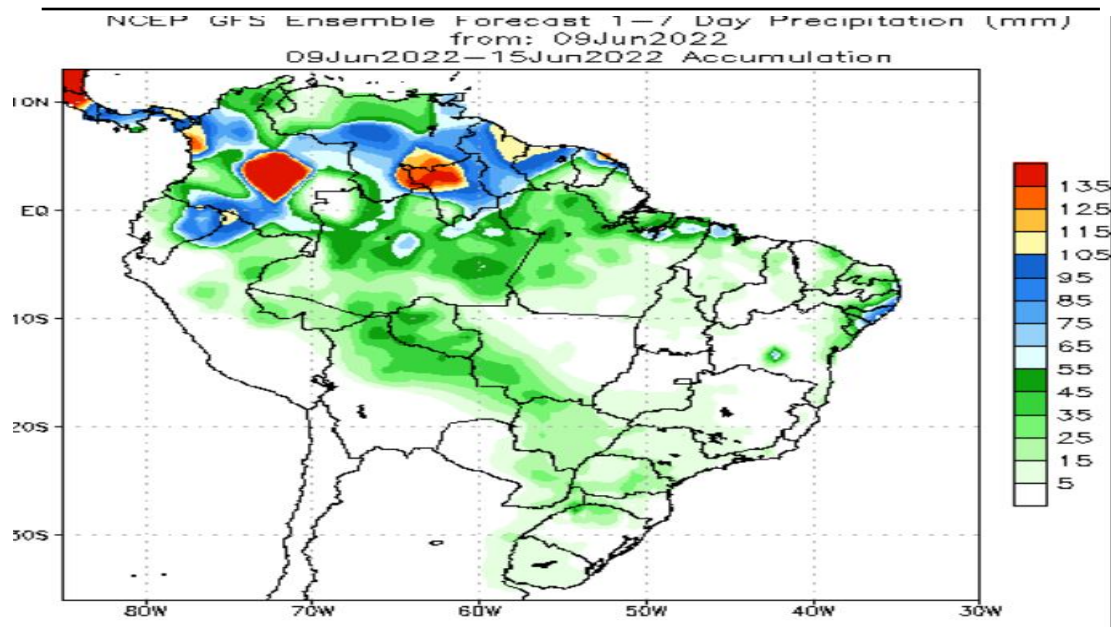 NCEP GFS Ensemble Forecast 1-7 Day Precipitation (mm)
from: 09Jun2022
09Jun2022-15Jun2022 Accumulation
10N
EQ
10S
20S
30S
80W
70W
60W
50W
40W
30W
135
125
115
105
95
85
75
65
55
45
35
25
15
5